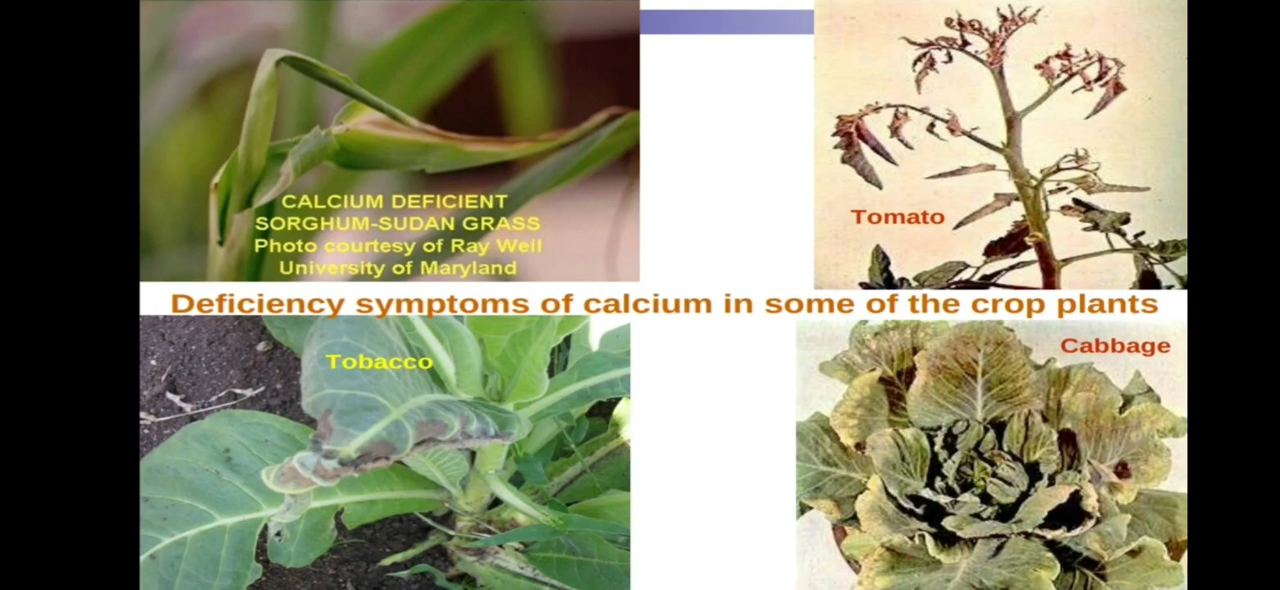 CALCIUM DEFICIENT
SORGHUM-SUDAN GRASS
Photo courtesy of Ray Weil
University of Maryland
Tomato
Deficiency symptoms of calcium in some of the crop plants
Tobacco
Cabbage